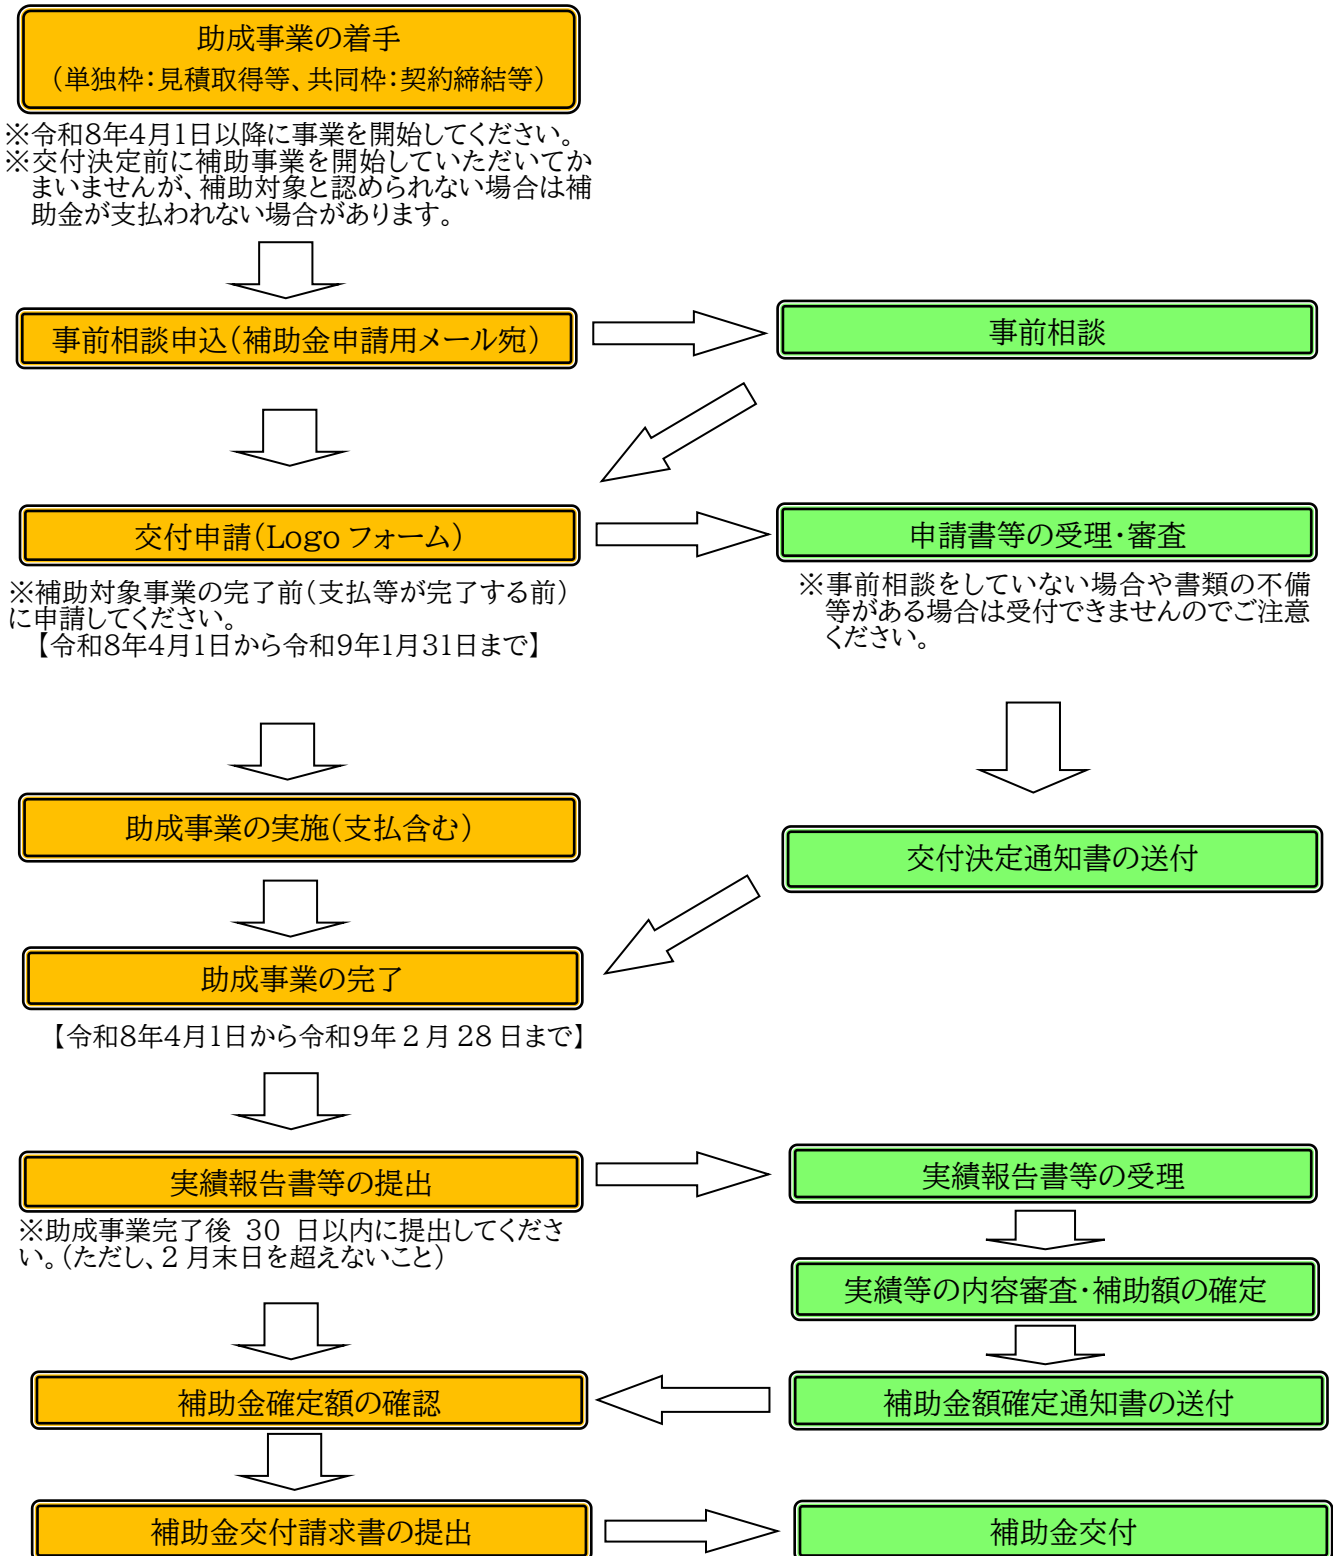 助成事業の着手
（単独枠：見積取得等、共同枠：契約締結等）
※令和8年4月1日以降に事業を開始してください。
※交付決定前に補助事業を開始していただいてか
まいませんが、補助対象と認められない場合は補
助金が支払われない場合があります。
事前相談申込（補助金申請用メール宛）
事前相談
交付申請（Logo フォーム）
申請書等の受理・審査
※補助対象事業の完了前（支払等が完了する前）
に申請してください。
【令和8年4月1日から令和9年1月31日まで】
※事前相談をしていない場合や書類の不備
等がある場合は受付できませんのでご注意
ください。
助成事業の実施（支払含む）
交付決定通知書の送付
助成事業の完了
【令和8年4月1日から令和9年 2 月 28 日まで】
実績報告書等の提出
実績報告書等の受理
※助成事業完了後 30 日以内に提出してくださ
い。（ただし、2 月末日を超えないこと）
実績等の内容審査・補助額の確定
補助金確定額の確認
補助金額確定通知書の送付
補助金交付請求書の提出
補助金交付